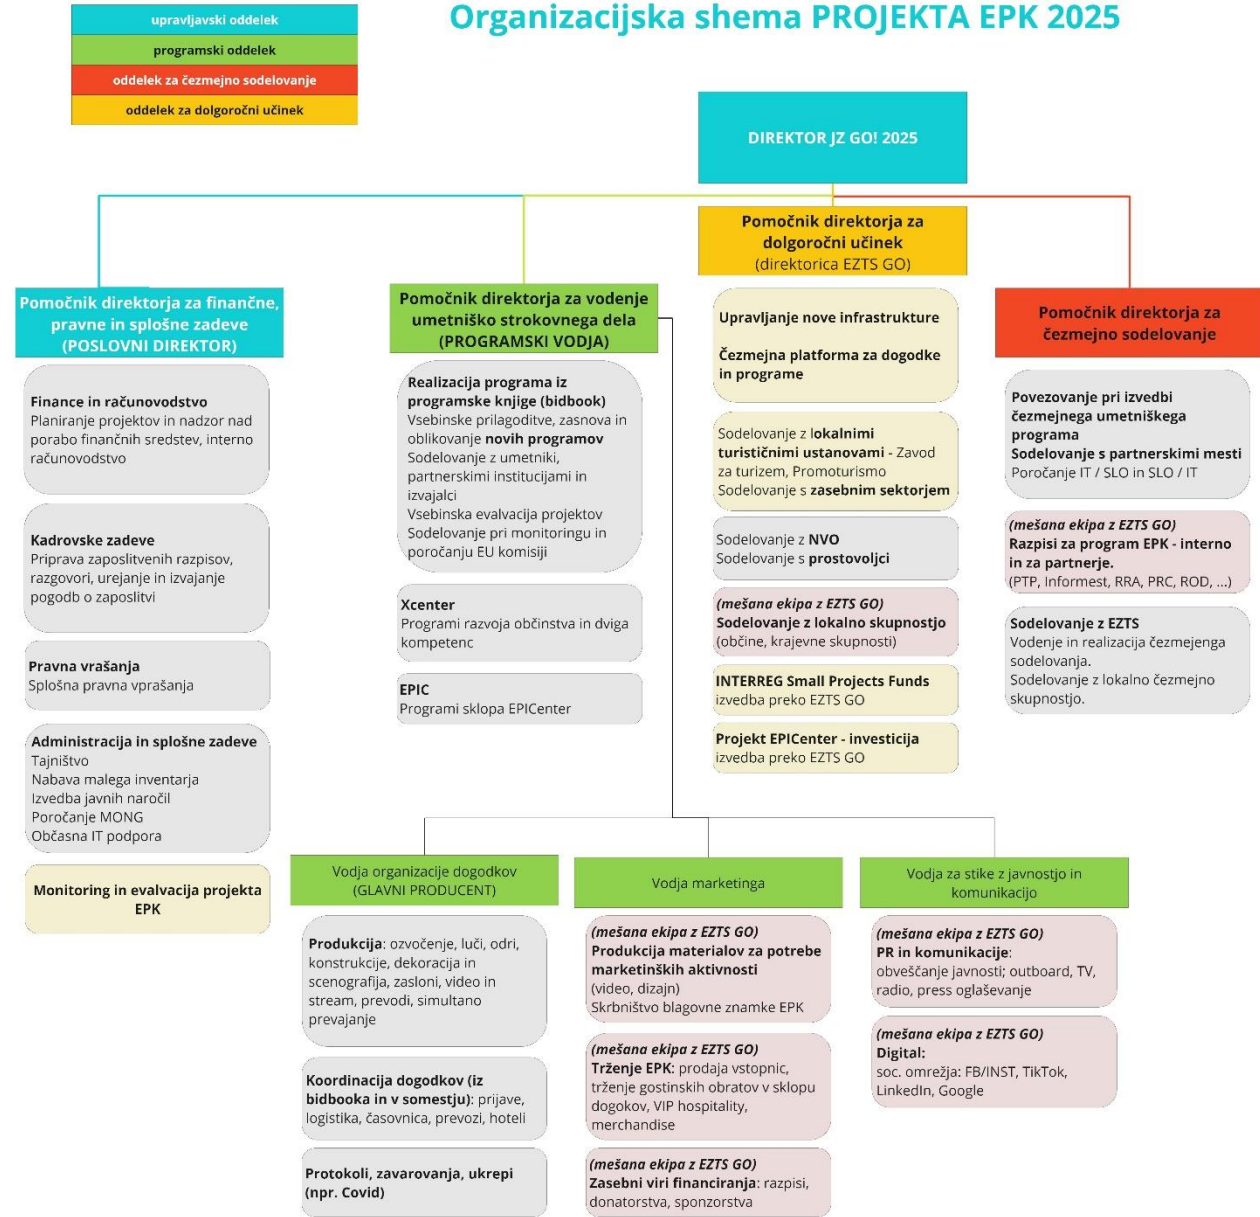 Organizacijska shema PROJEKTA EPK 2025
upravljavski oddelek
programski oddelek
oddelek za čezmejno sodelovanje
oddelek za dolgoročni učinek
DIREKTOR JZ GO! 2025
Pomočnik direktorja za finančne,
pravne in splošne zadeve
(POSLOVNI DIREKTOR)
Finance in računovodstvo
Planiranje projektov in nadzor nad
porabo finančnih sredstev, interno
računovodstvo
Kadrovske zadeve
Priprava zaposlitvenih razpisov,
razgovori, urejanje in izvajanje
pogodb o zaposlitvi
Pravna vrašanja
Splošna pravna vprašanja
Administracija in splošne zadeve
Tajništvo
Nabava malega inventarja
Izvedba javnih naročil
Poročanje MONG
Občasna IT podpora
Monitoring in evalvacija projekta
EPK
Pomočnik direktorja za vodenje
umetniško strokovnega dela
(PROGRAMSKI VODJA)
Realizacija programa iz
programske knjige (bidbook)
Vsebinske prilagoditve, zasnova in
oblikovanje novih programov
Sodelovanje z umetniki,
partnerskimi institucijami in
izvajalci
Vsebinska evalvacija projektov
Sodelovanje pri monitoringu in
poročanju EU komisiji
Xcenter
Programi razvoja občinstva in dviga
kompetenc
EPIC
Programi sklopa EPICenter
Pomočnik direktorja za
dolgoročni učinek
(direktorica EZTS GO)
Upravljanje nove infrastrukture
Čezmejna platforma za dogodke
in programe
Sodelovanje z lokalnimi
turističnimi ustanovami - Zavod
za turizem, Promoturismo
Sodelovanje s zasebnim sektorjem
Sodelovanje z NVO
Sodelovanje s prostovoljci
(mešana ekipa z EZTS GO)
Sodelovanje z lokalno skupnostjo
(občine, krajevne skupnosti)
INTERREG Small Projects Funds
izvedba preko EZTS GO
Projekt EPICenter - investicija
izvedba preko EZTS GO
Pomočnik direktorja za
čezmejno sodelovanje
Povezovanje pri izvedbi
čezmejnega umetniškega
programa
Sodelovanje s partnerskimi mesti
Poročanje IT / SLO in SLO / IT
(mešana ekipa z EZTS GO)
Razpisi za program EPK - interno
in za partnerje.
(PTP, Informest, RRA, PRC, ROD, ...)
Sodelovanje z EZTS
Vodenje in realizacija čezmejenga
sodelovanja.
Sodelovanje z lokalno čezmejno
skupnostjo.
Vodja organizacije dogodkov
(GLAVNI PRODUCENT)
Produkcija: ozvočenje, luči, odri,
konstrukcije, dekoracija in
scenografija, zasloni, video in
stream, prevodi, simultano
prevajanje
Koordinacija dogodkov (iz
bidbooka in v somestju): prijave,
logistika, časovnica, prevozi, hoteli
Protokoli, zavarovanja, ukrepi
(npr. Covid)
Vodja marketinga
(mešana ekipa z EZTS GO)
Produkcija materialov za potrebe
marketinških aktivnosti
(video, dizajn)
Skrbništvo blagovne znamke EPK
(mešana ekipa z EZTS GO)
Trženje EPK: prodaja vstopnic,
trženje gostinskih obratov v sklopu
dogokov, VIP hospitality,
merchandise
(mešana ekipa z EZTS GO)
Zasebni viri financiranja: razpisi,
donatorstva, sponzorstva
Vodja za stike z javnostjo in
komunikacijo
(mešana ekipa z EZTS GO)
PR in komunikacije:
obveščanje javnosti; outboard, TV,
radio, press oglaševanje
(mešana ekipa z EZTS GO)
Digital:
soc. omrežja: FB/INST, TikTok,
LinkedIn, Google